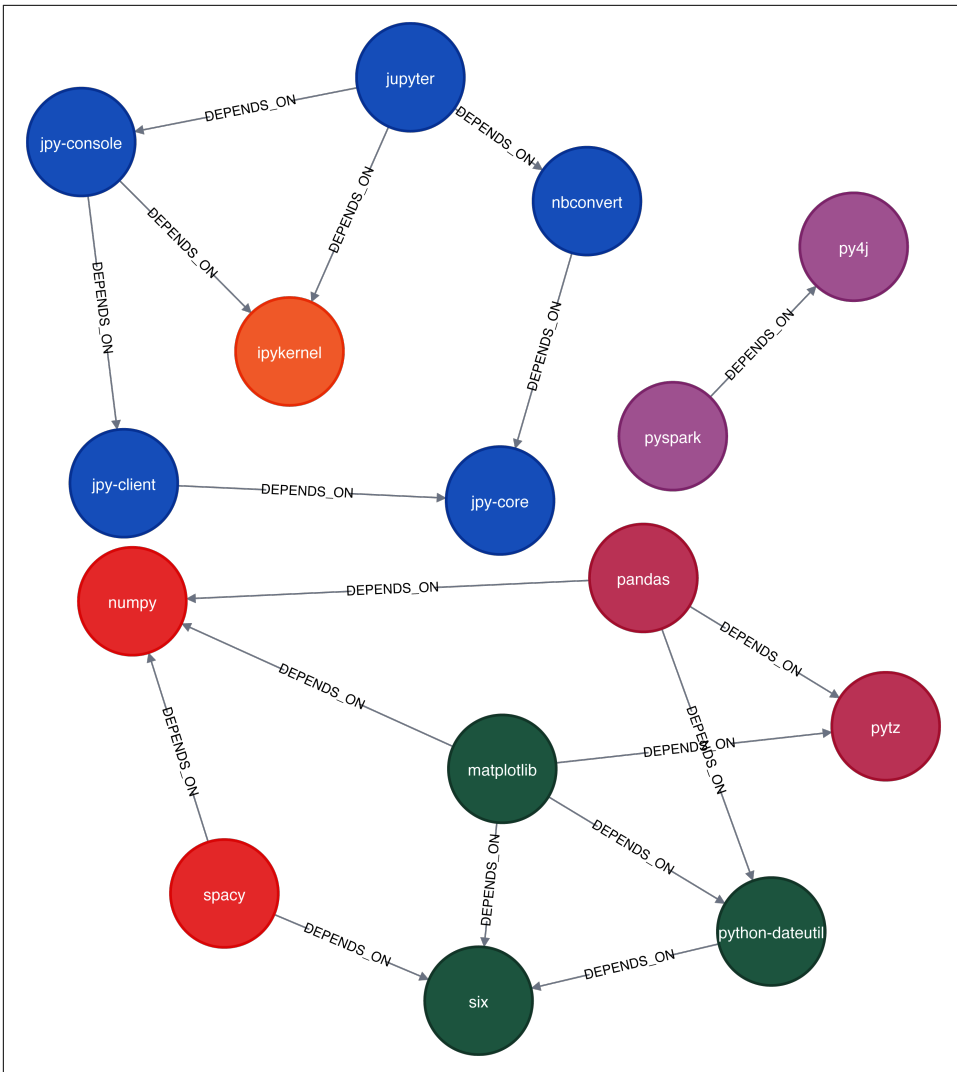 jupyter
DEPENDS_ON
jpy-console
DEPENDS_ON
nbconvert
DEPENDS_ON
DEPENDS_ON
py4j
DEPENDS_ON
ipykernel
DEPENDS_ON
DEPENDS_ON
pyspark
jpy-client
DEPENDS_ON
jpy-core
DEPENDS_ON
pandas
numpy
DEPENDS_ON
DEPENDS_ON
DEPENDS_ON
pytz
DEPENDS_ON
DEPENDS_ON
DEPENDS_ON
matplotlib
DEPENDS_ON
DEPENDS_ON
spacy
python-dateutil
DEPENDS_ON
DEPENDS_ON
six